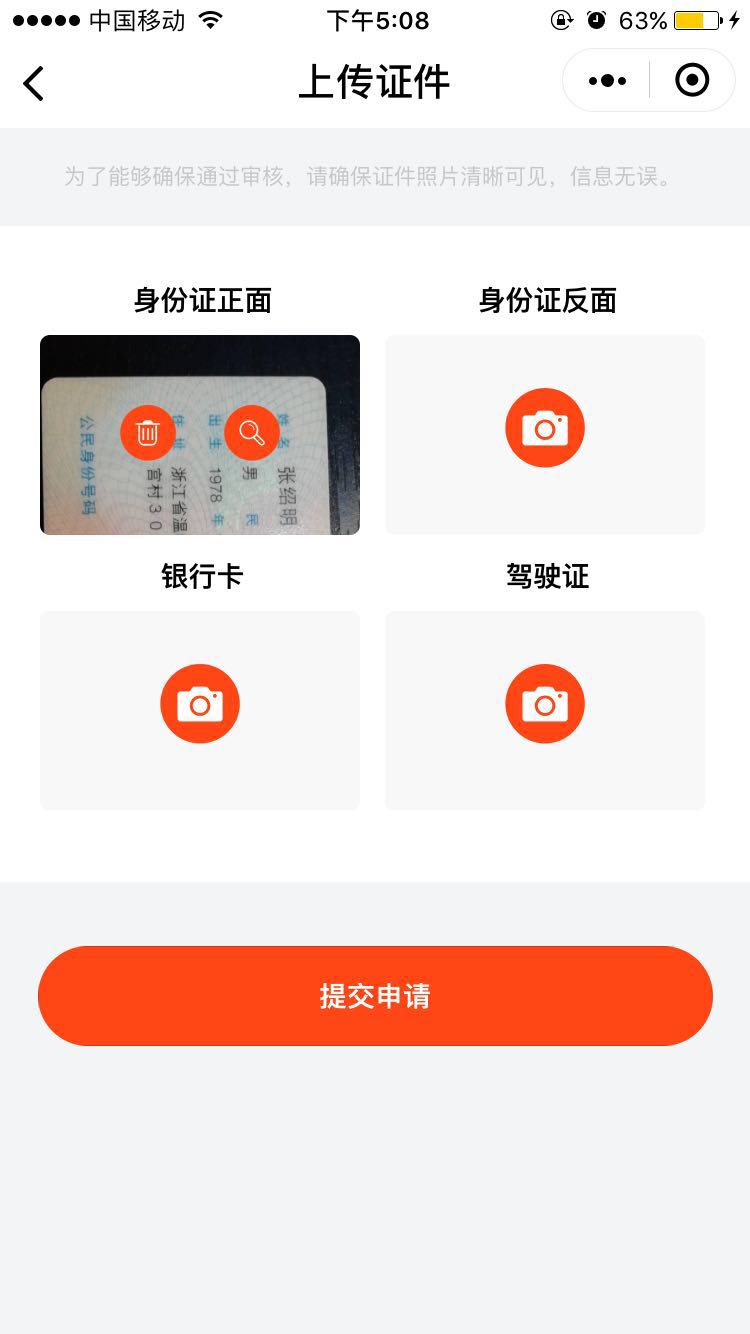 中国移动
下午5:08
63%
上传证件
为了能够确保通过审核，请确保证件照片清晰可见，信息无误。
身份证正面
身份证反面
姓名 张绍明
男 民
出生 1978 年
住址 浙江省温
宫村30
公民身份号码
银行卡
驾驶证
提交申请